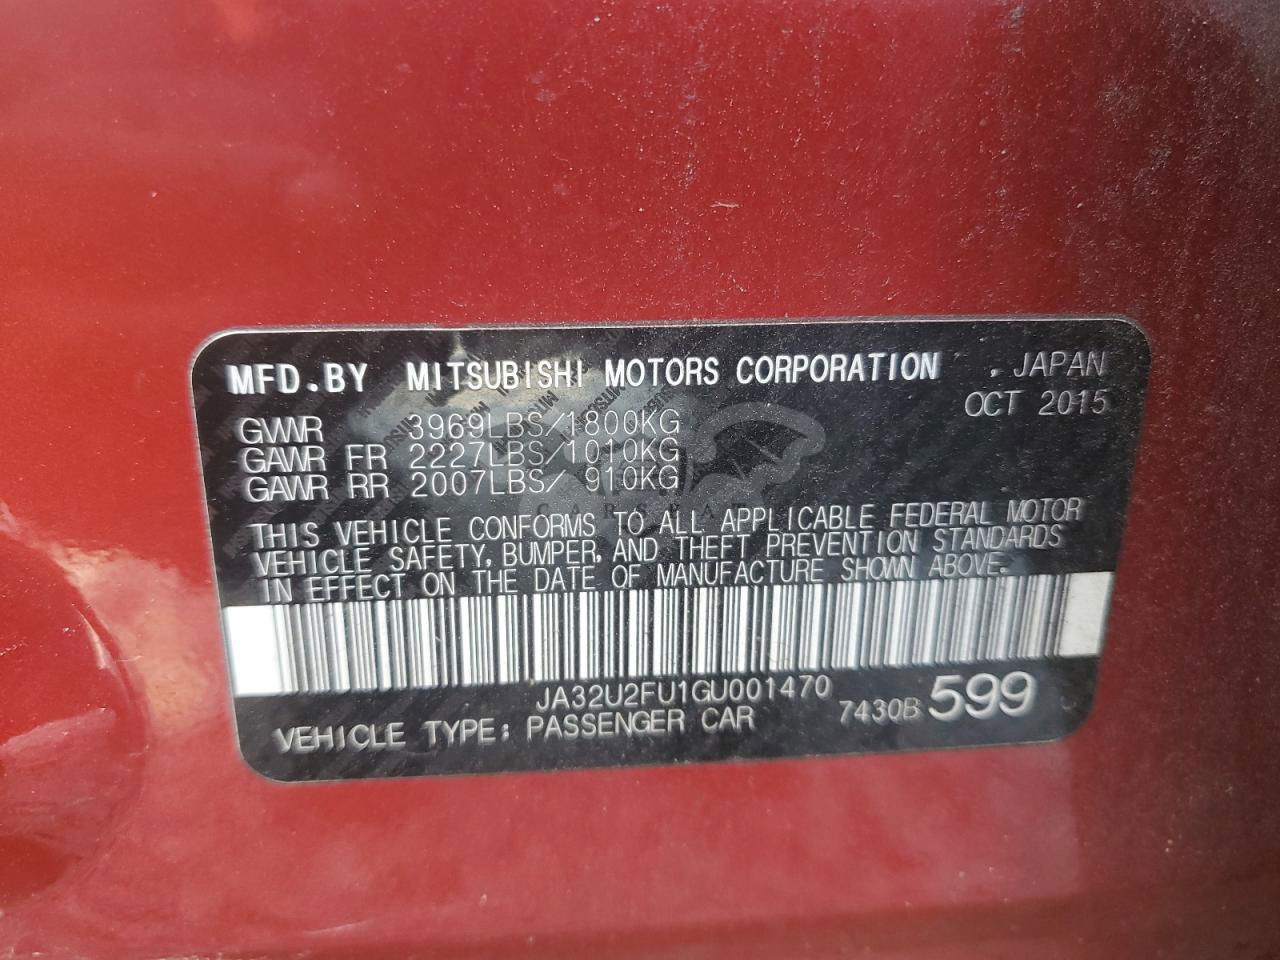 MFD.BY MITSUBISHI MOTORS CORPORATION , JAPAN
OCT 2015
GVWR 3969LBS/1800KG
GAWR FR 2227LBS/1010KG
GAWR RR 2007LBS/ 910KG
THIS VEHICLE CONFORMS TO ALL APPLICABLE FEDERAL MOTOR
VEHICLE SAFETY, BUMPER, AND THEFT PREVENTION STANDARDS
IN EFFECT ON THE DATE OF MANUFACTURE SHOWN ABOVE.
JA32U2FU1GU001470
VEHICLE TYPE: PASSENGER CAR 7430B 599